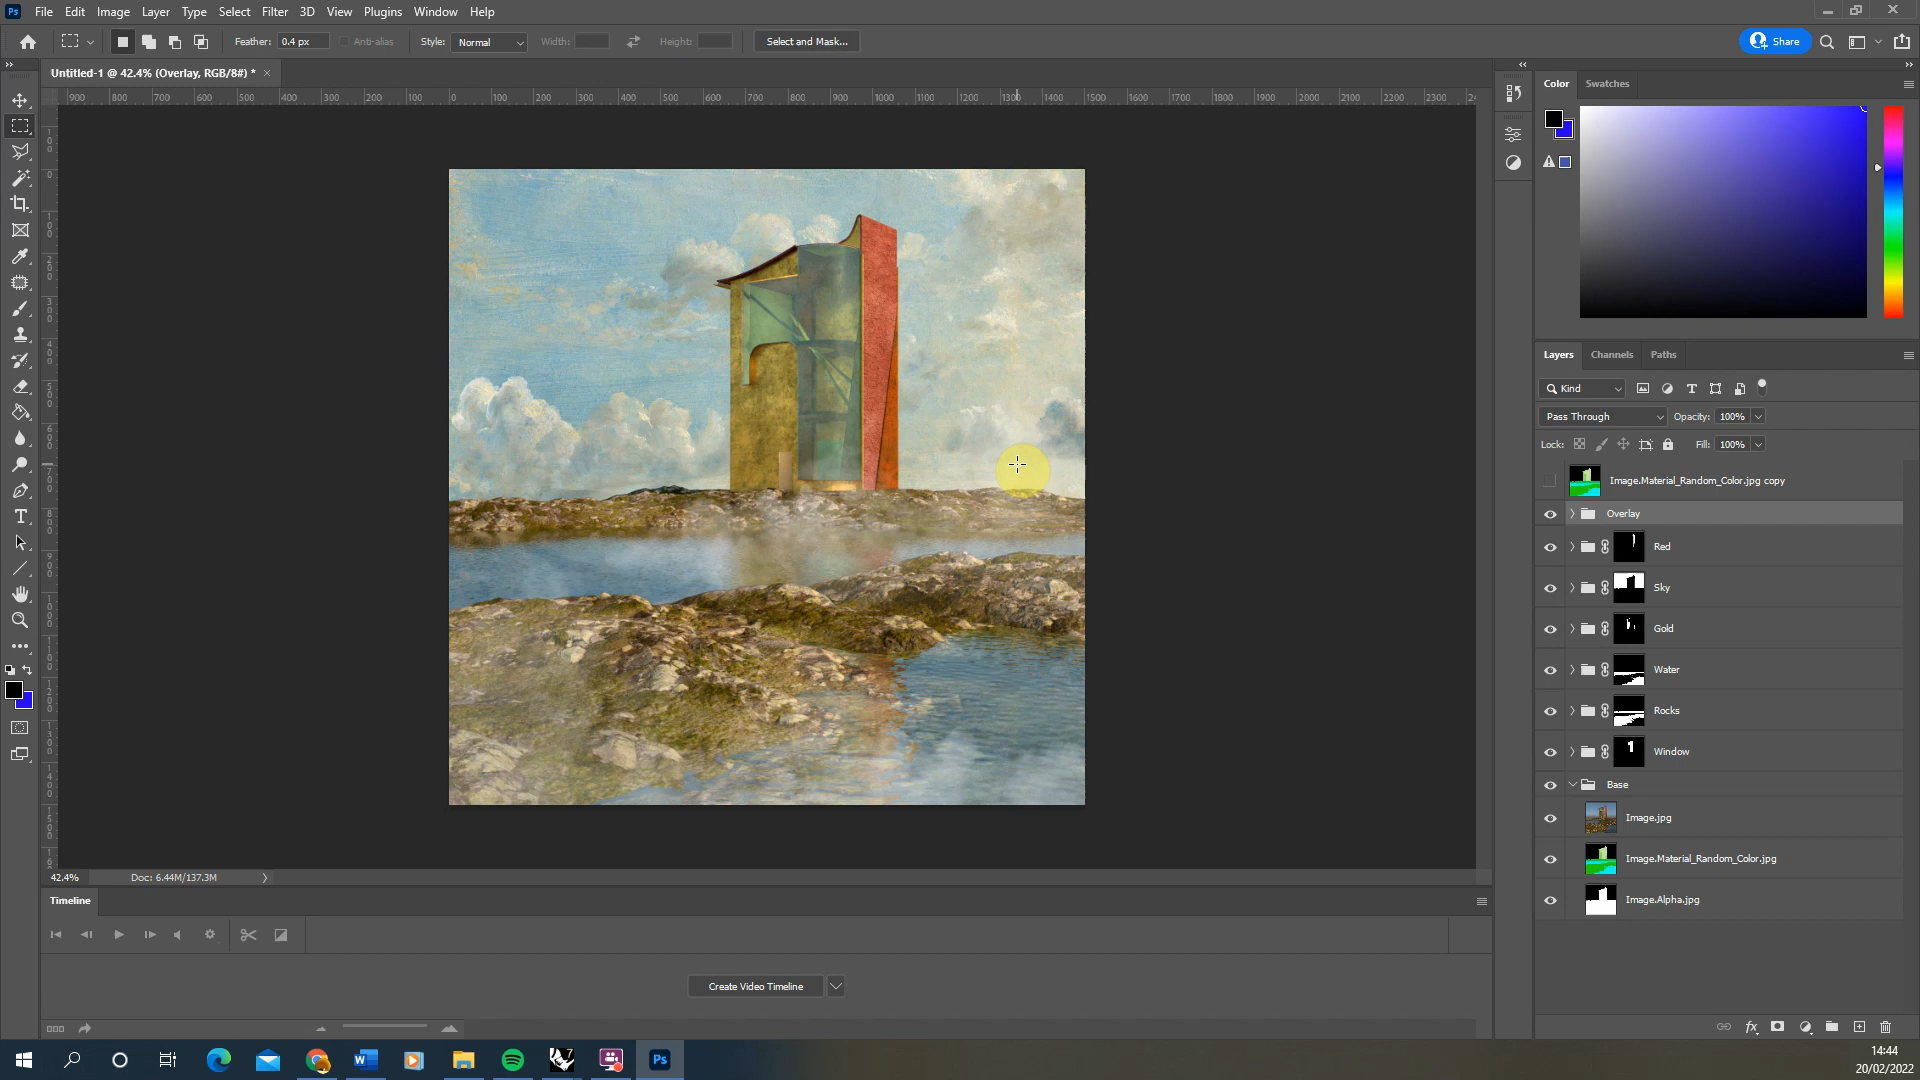 Ps File Edit Image Layer Type Select Filter 3D View Plugins Window Help
Feather: 0.4 px Anti-alias Style: Normal Width: Height: Select and Mask... Share
Untitled-1 @ 42.4% (Overlay, RGB/8#) * ×
900 800 700 600 500 400 300 200 100 0 100 200 300 400 500 600 700 800 900 1000 1100 1200 1300 1400 1500 1600 1700 1800 1900 2000 2100 2200 2300
Color Swatches
Layers Channels Paths
Kind
Pass Through Opacity: 100%
Lock: Fill: 100%
Image.Material_Random_Color.jpg copy
Overlay
Red
Sky
Gold
Water
Rocks
Window
Base
Image.jpg
Image.Material_Random_Color.jpg
Image.Alpha.jpg
42.4% Doc: 6.44M/137.3M
Timeline
Create Video Timeline
fx
14:44
20/02/2022